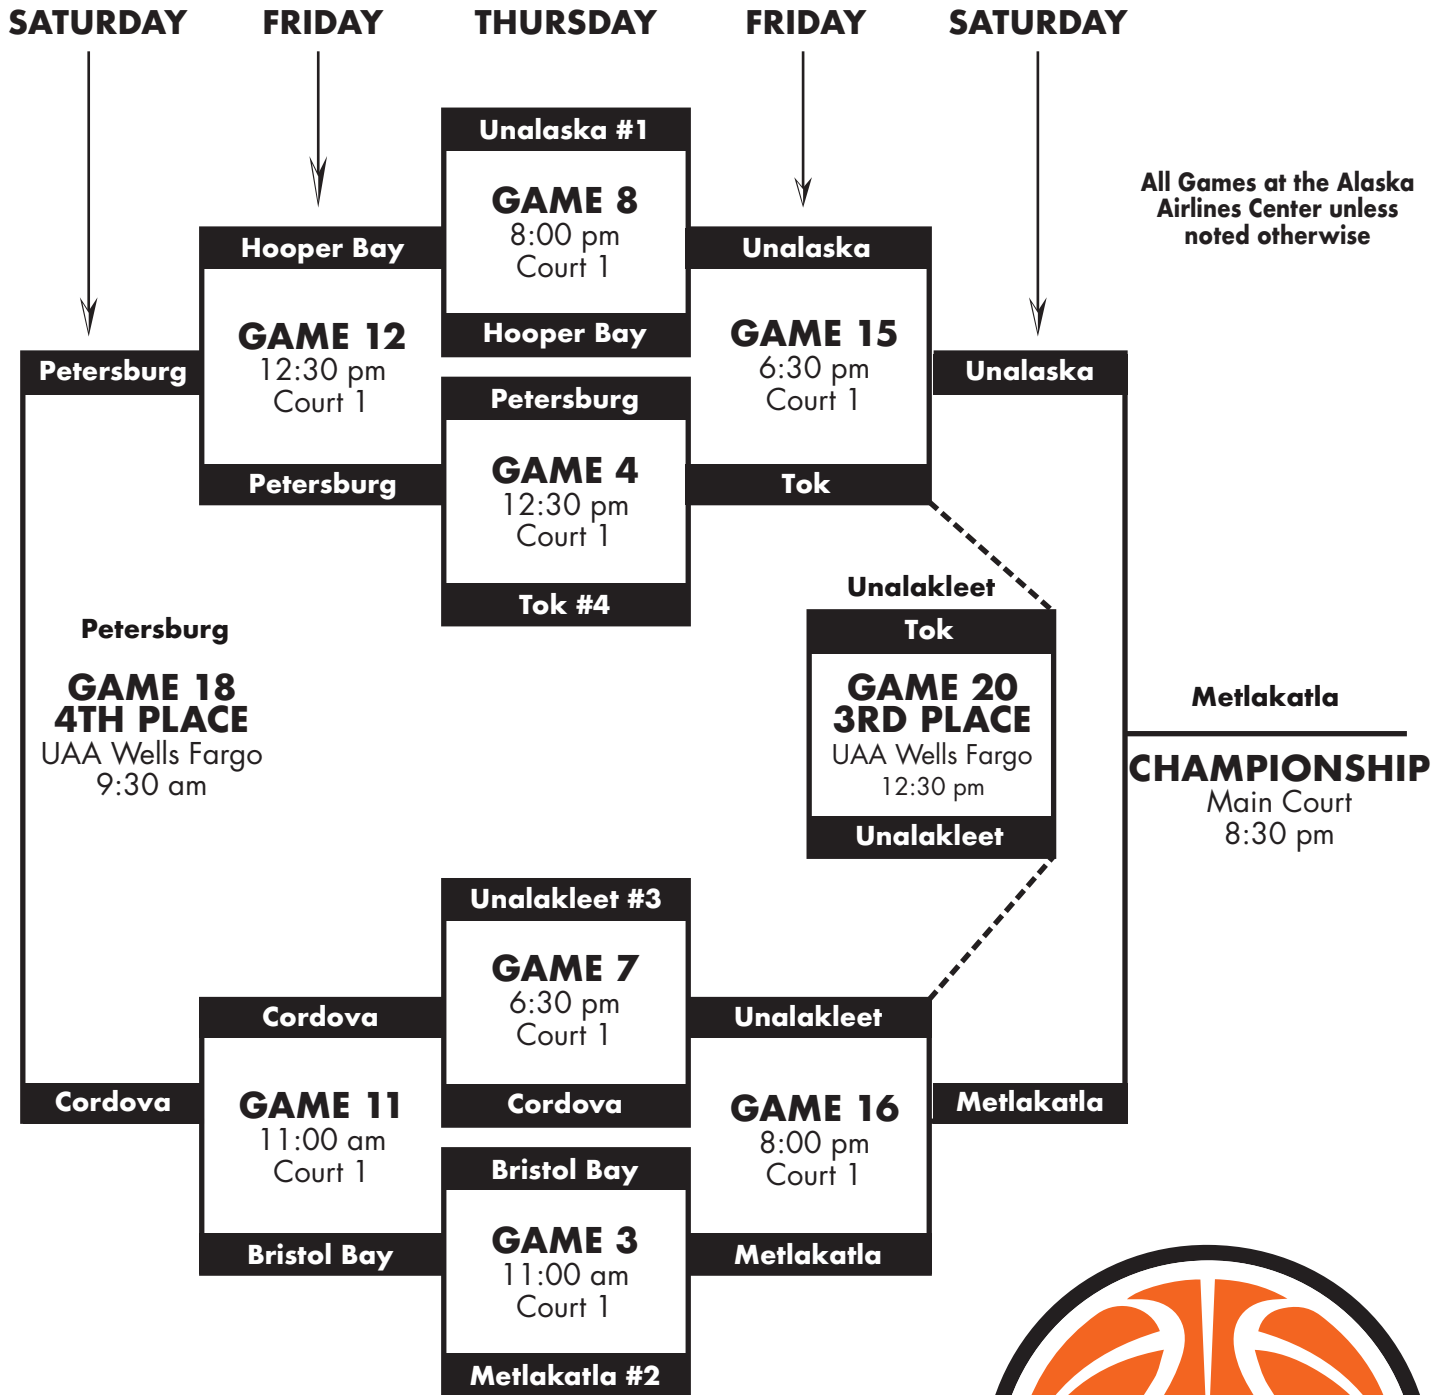 SATURDAY FRIDAY THURSDAY FRIDAY SATURDAY
Unalaska #1
GAME 8
8:00 pm
Court 1
Hooper Bay
All Games at the Alaska
Airlines Center unless
noted otherwise
Hooper Bay
GAME 12
12:30 pm
Court 1
Petersburg
Unalaska
GAME 15
6:30 pm
Court 1
Tok
Petersburg
Unalaska
Petersburg
GAME 4
12:30 pm
Court 1
Tok #4
Petersburg
GAME 18
4TH PLACE
UAA Wells Fargo
9:30 am
Unalakleet
Tok
GAME 20
3RD PLACE
UAA Wells Fargo
12:30 pm
Unalakleet
Metlakatla
CHAMPIONSHIP
Main Court
8:30 pm
Unalakleet #3
GAME 7
6:30 pm
Court 1
Cordova
Cordova
GAME 11
11:00 am
Court 1
Bristol Bay
Unalakleet
GAME 16
8:00 pm
Court 1
Metlakatla
Cordova
Metlakatla
Bristol Bay
GAME 3
11:00 am
Court 1
Metlakatla #2